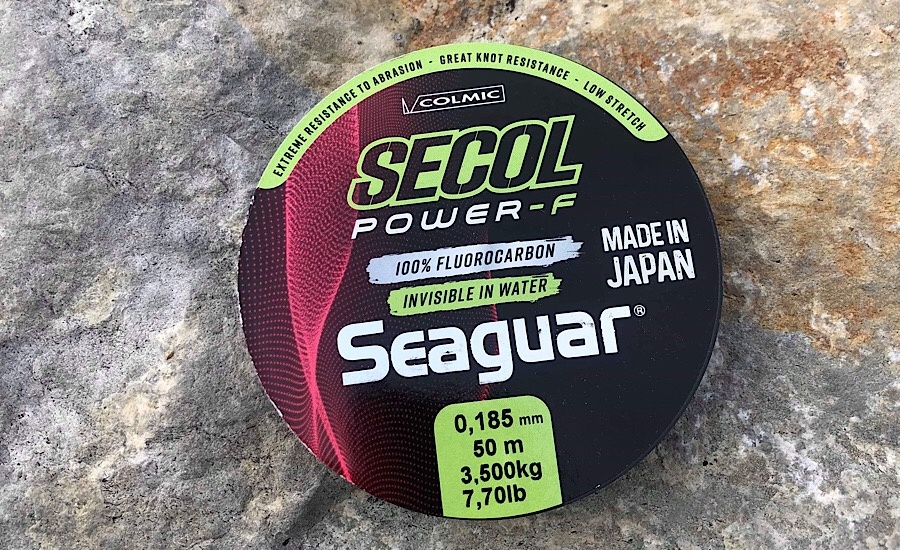 EXTREME RESISTANCE TO ABRASION - GREAT KNOT RESISTANCE - LOW STRETCH
COLMIC
SECOL
POWER-F
100% FLUOROCARBON
INVISIBLE IN WATER
MADE IN
JAPAN
Seaguar®
0,185 mm
50 m
3,500kg
7,70lb